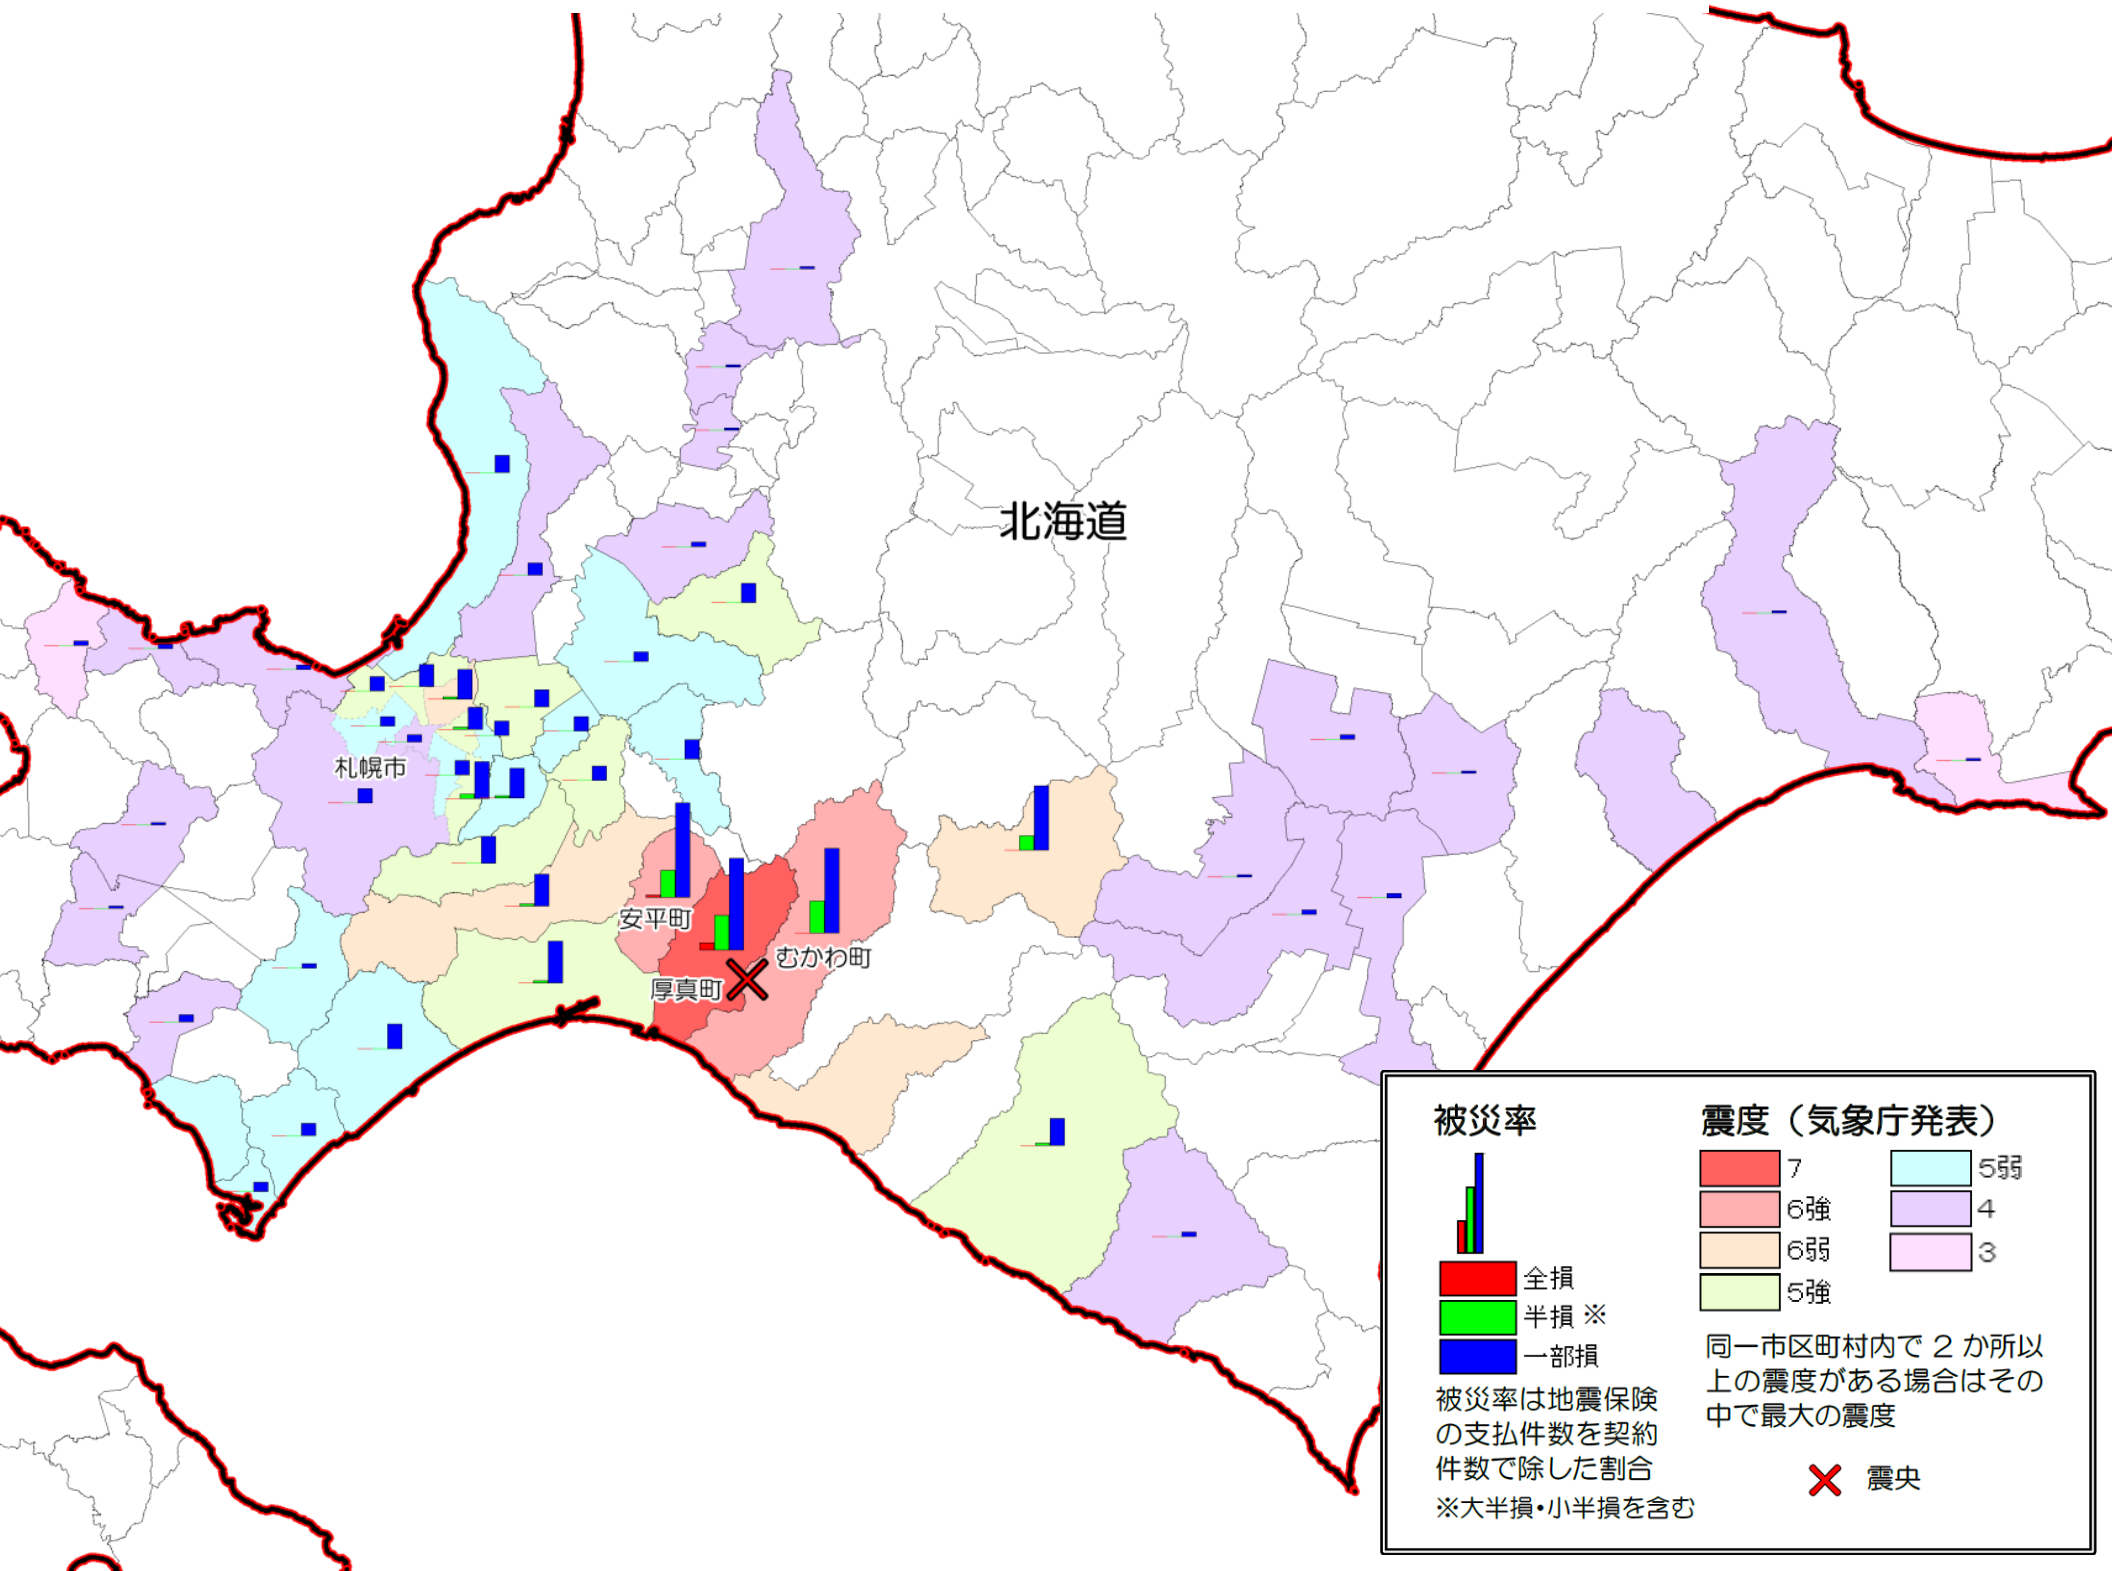 北海道
札幌市
安平町
むかわ町
厚真町
被災率
全損
半損 ※
一部損
被災率は地震保険
の支払件数を契約
件数で除した割合
※大半損・小半損を含む
震度（気象庁発表）
7
6強
6弱
5強
5弱
4
3
同一市区町村内で 2 か所以
上の震度がある場合はその
中で最大の震度
震央